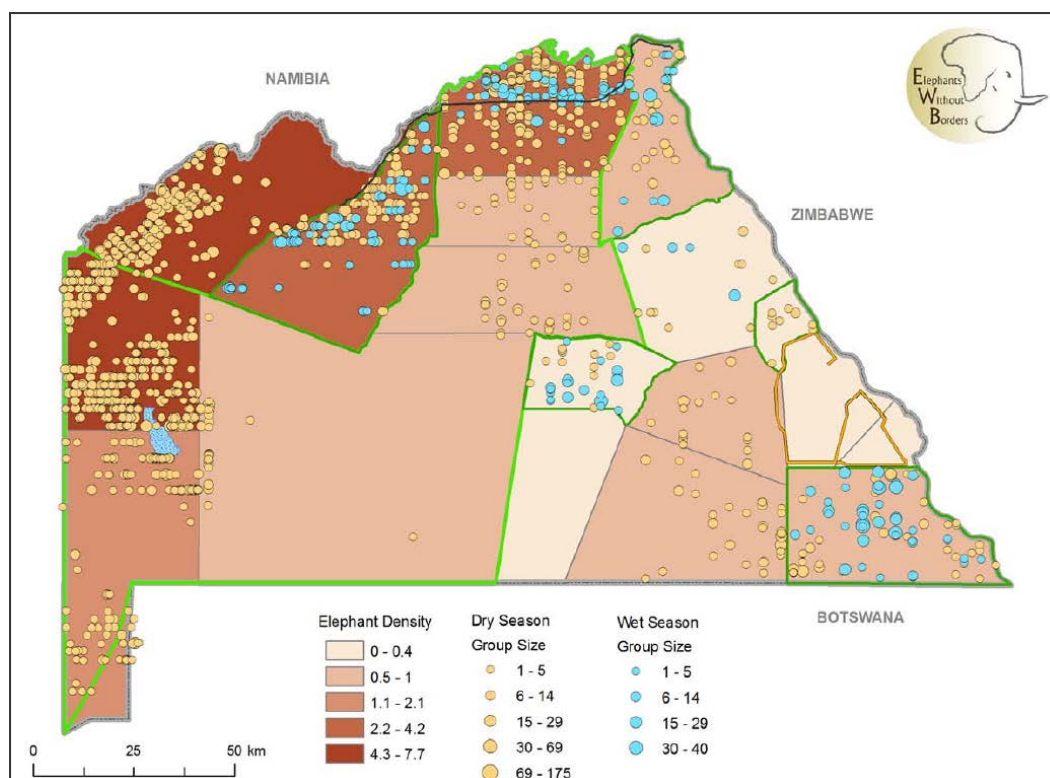 NAMIBIA
Elephants
Without
Borders
ZIMBABWE
BOTSWANA
Elephant Density
0 - 0.4
0.5 - 1
1.1 - 2.1
2.2 - 4.2
4.3 - 7.7
Dry Season
Group Size
1 - 5
6 - 14
15 - 29
30 - 69
69 - 175
Wet Season
Group Size
1 - 5
6 - 14
15 - 29
30 - 40
0 25 50 km